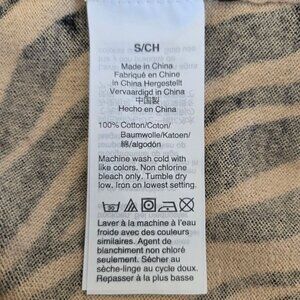 S/CH
Made in China
Fabriqué en Chine
In China Hergestellt
Vervaardigd in China
中国製
Hecho en China
100% Cotton/Coton/
Baumwolle/Katoen/
綿/algodón
Machine wash cold with
like colors. Non chlorine
bleach only. Tumble dry
low. Iron on lowest setting.
Laver à la machine à l'eau
froide avec des couleurs
similaires. Agent de
blanchiment non chloré
seulement. Sécher au
sèche-linge au cycle doux.
Repasser à la plus basse